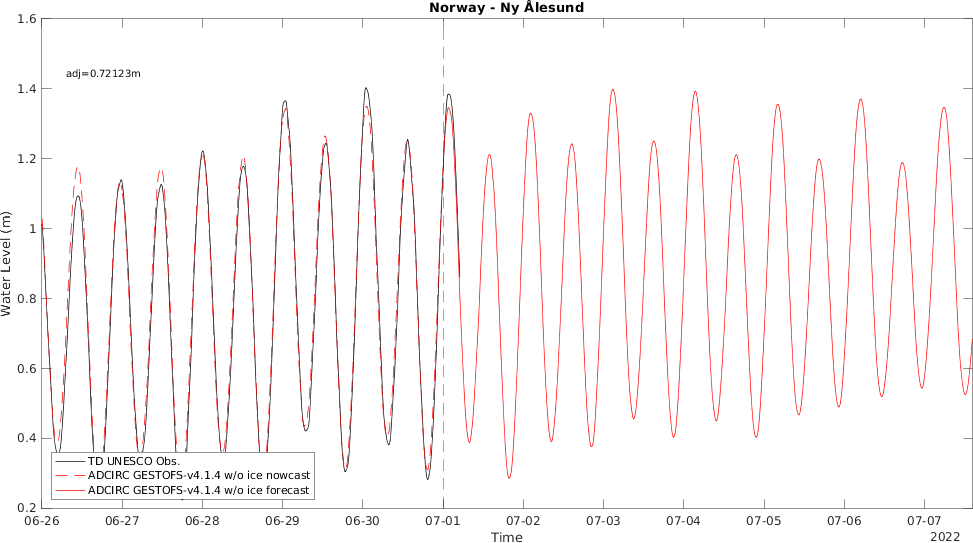 Norway - Ny Ålesund
1.6
adj=0.72123m
1.4
1.2
1
0.8
0.6
0.4
0.2
Water Level (m)
TD UNESCO Obs.
ADCIRC GESTOFS-v4.1.4 w/o ice nowcast
ADCIRC GESTOFS-v4.1.4 w/o ice forecast
06-26 06-27 06-28 06-29 06-30 07-01 07-02 07-03 07-04 07-05 07-06 07-07
Time
2022